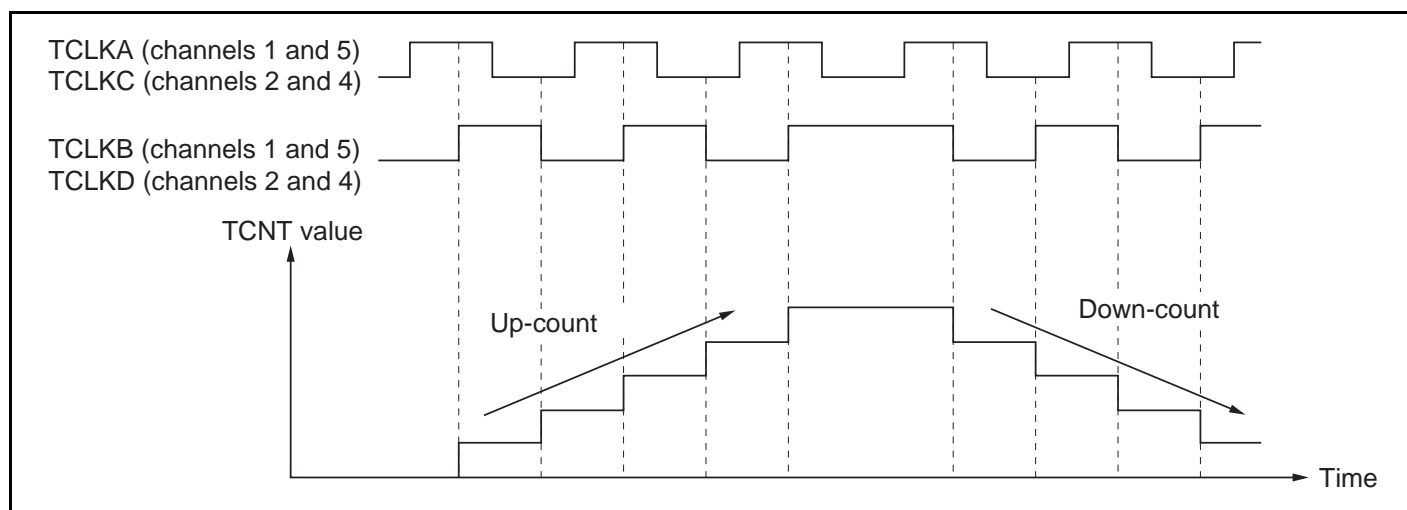 TCLKA (channels 1 and 5)
TCLKC (channels 2 and 4)
TCLKB (channels 1 and 5)
TCLKD (channels 2 and 4)
TCNT value
Up-count
Down-count
Time